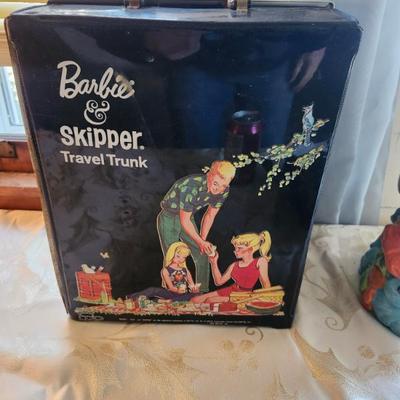 Barbie
&
Skipper.
Travel Trunk